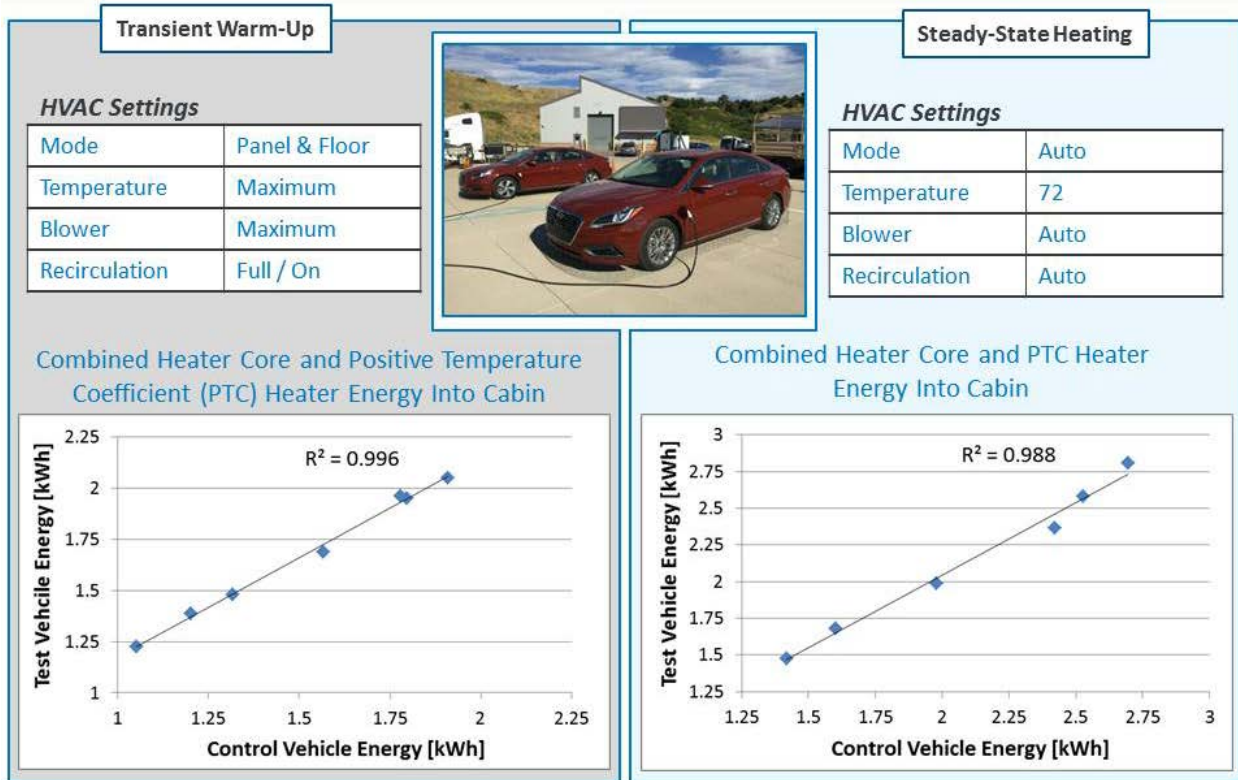 Transient Warm-Up
HVAC Settings
Mode Panel & Floor
Temperature Maximum
Blower Maximum
Recirculation Full / On
Combined Heater Core and Positive Temperature
Coefficient (PTC) Heater Energy Into Cabin
Test Vehcile Energy [kWh]
2.25
2
1.75
1.5
1.25
1
R² = 0.996
1 1.25 1.5 1.75 2 2.25
Control Vehicle Energy [kWh]
Steady-State Heating
HVAC Settings
Mode Auto
Temperature 72
Blower Auto
Recirculation Auto
Combined Heater Core and PTC Heater
Energy Into Cabin
Test Vehicle Energy [kWh]
3
2.75
2.5
2.25
2
1.75
1.5
1.25
R² = 0.988
1.25 1.5 1.75 2 2.25 2.5 2.75 3
Control Vehicle Energy [kWh]